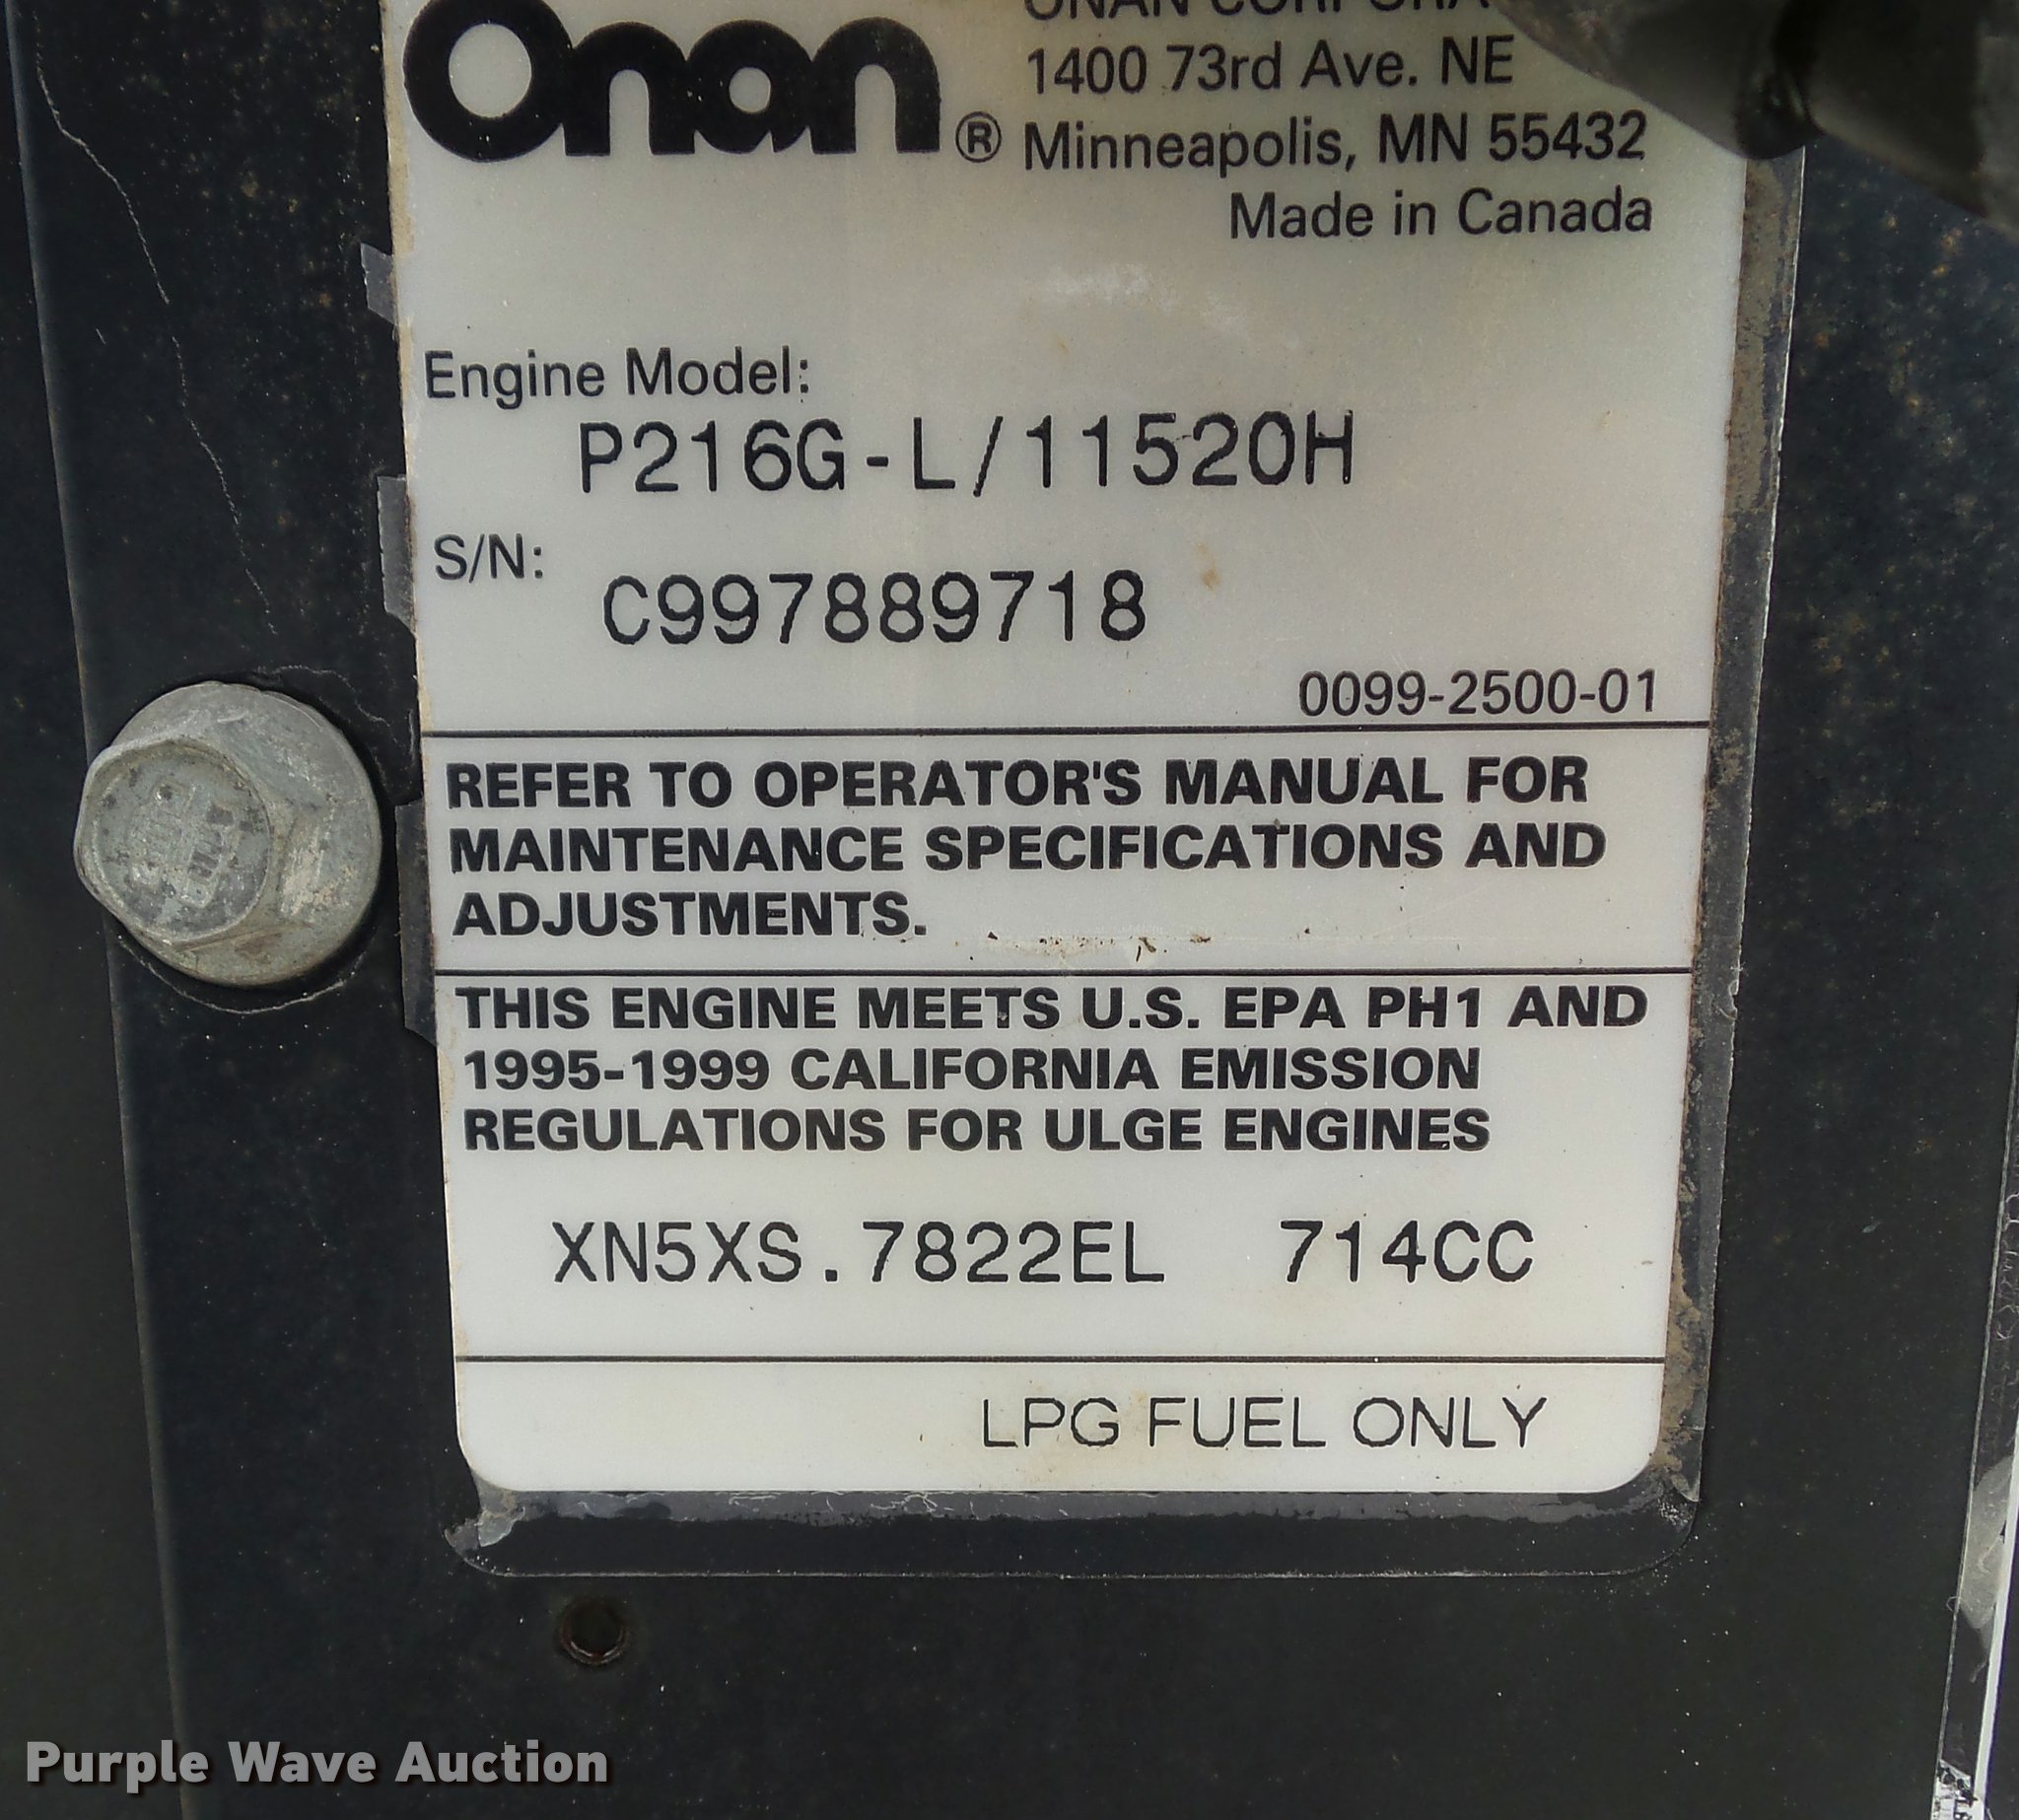 Onan®
1400 73rd Ave. NE
Minneapolis, MN 55432
Made in Canada
Engine Model:
P216G-L/11520H
S/N:
C997889718
0099-2500-01
REFER TO OPERATOR'S MANUAL FOR
MAINTENANCE SPECIFICATIONS AND
ADJUSTMENTS.
THIS ENGINE MEETS U.S. EPA PH1 AND
1995-1999 CALIFORNIA EMISSION
REGULATIONS FOR ULGE ENGINES
XN5XS.7822EL 714CC
LPG FUEL ONLY
Purple Wave Auction